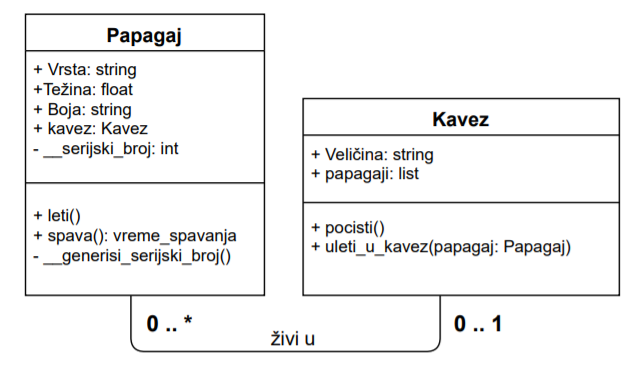 Papagaj
+ Vrsta: string
+Težina: float
+ Boja: string
+ kavez: Kavez
- __serijski_broj: int
+ leti()
+ spava(): vreme_spavanja
- __generisi_serijski_broj()
Kavez
+ Veličina: string
+ papagaji: list
+ pocisti()
+ uleti_u_kavez(papagaj: Papagaj)
0 .. *
živi u
0 .. 1